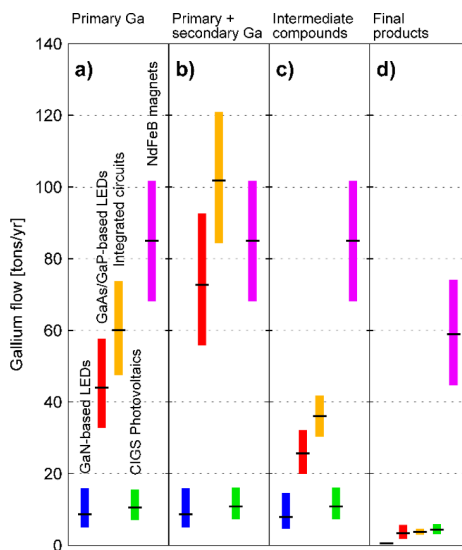 Primary Ga
Primary +
secondary Ga
Intermediate
compounds
Final
products
140
120
100
80
60
40
20
0
Gallium flow [tons/yr]
a)
b)
c)
d)
GaN-based LEDs
GaAs/GaP-based LEDs
Integrated circuits
CIGS Photovoltaics
NdFeB magnets